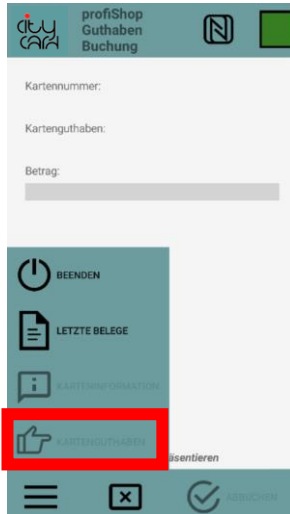 city
card
profiShop
Guthaben
Buchung
Kartennummer:
Kartenguthaben:
Betrag:
BEENDEN
LETZTE BELEGE
KARTENINFORMATION
KARTENGUTHABEN
äsentieren
ABBUCHEN